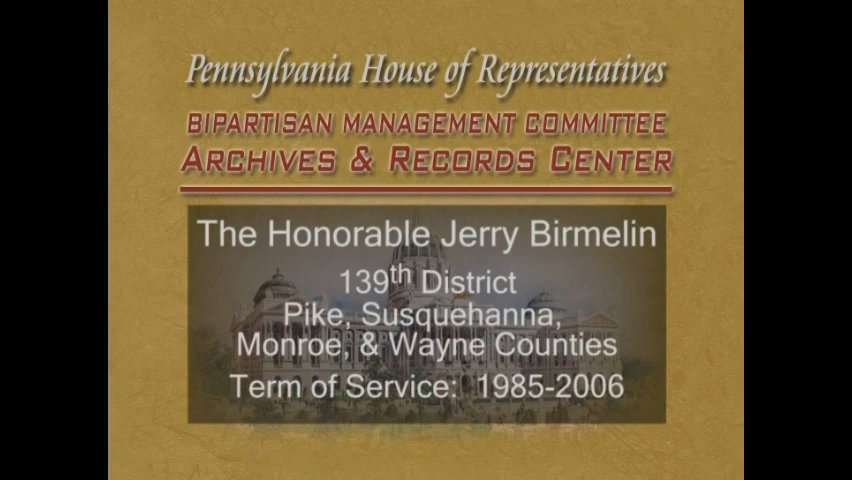 Pennsylvania House of Representatives
BIPARTISAN MANAGEMENT COMMITTEE
ARCHIVES & RECORDS CENTER
The Honorable Jerry Birmelin
139th District
Pike, Susquehanna,
Monroe, & Wayne Counties
Term of Service: 1985-2006